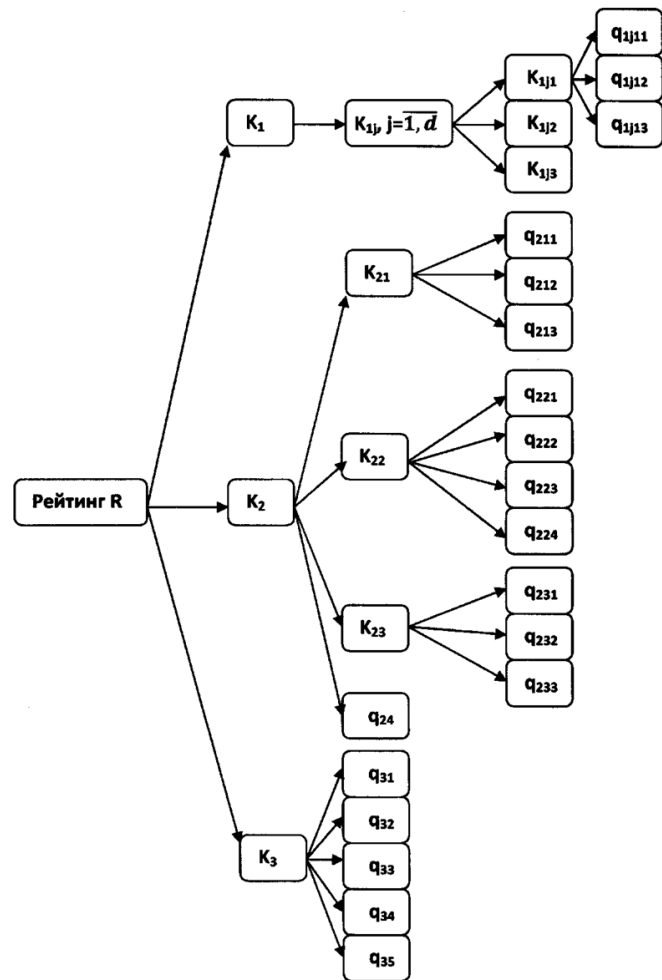 q₁ⱼ₁₁
K₁ⱼ₁
q₁ⱼ₁₂
K₁
K₁ⱼ, j=1,d̅
K₁ⱼ₂
q₁ⱼ₁₃
K₁ⱼ₃
q₂₁₁
K₂₁
q₂₁₂
q₂₁₃
q₂₂₁
q₂₂₂
K₂₂
q₂₂₃
Рейтинг R
K₂
q₂₂₄
q₂₃₁
K₂₃
q₂₃₂
q₂₃₃
q₂₄
q₃₁
q₃₂
K₃
q₃₃
q₃₄
q₃₅